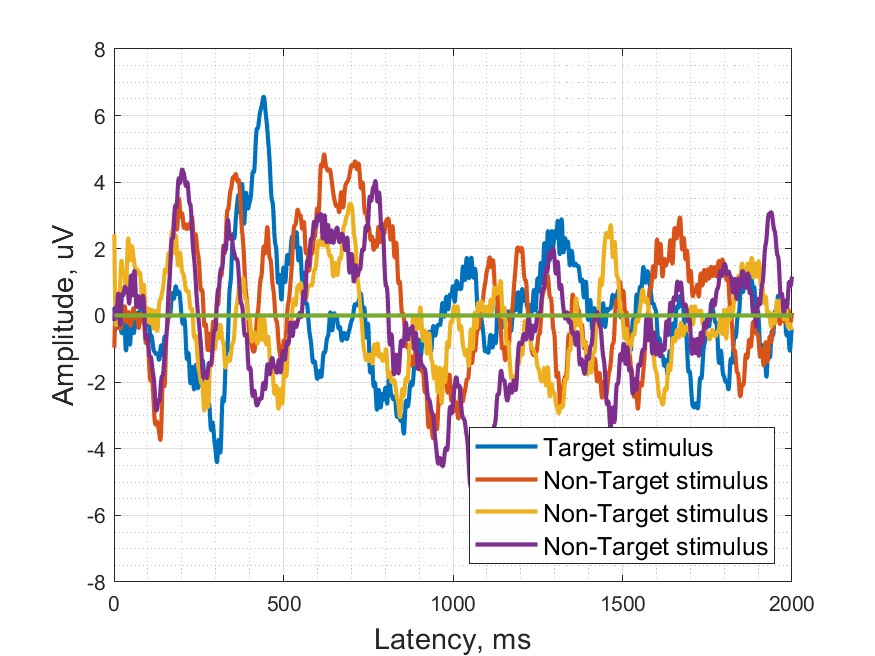 8
6
4
2
0
-2
-4
-6
-8
Amplitude, uV
Target stimulus
Non-Target stimulus
Non-Target stimulus
Non-Target stimulus
0 500 1000 1500 2000
Latency, ms